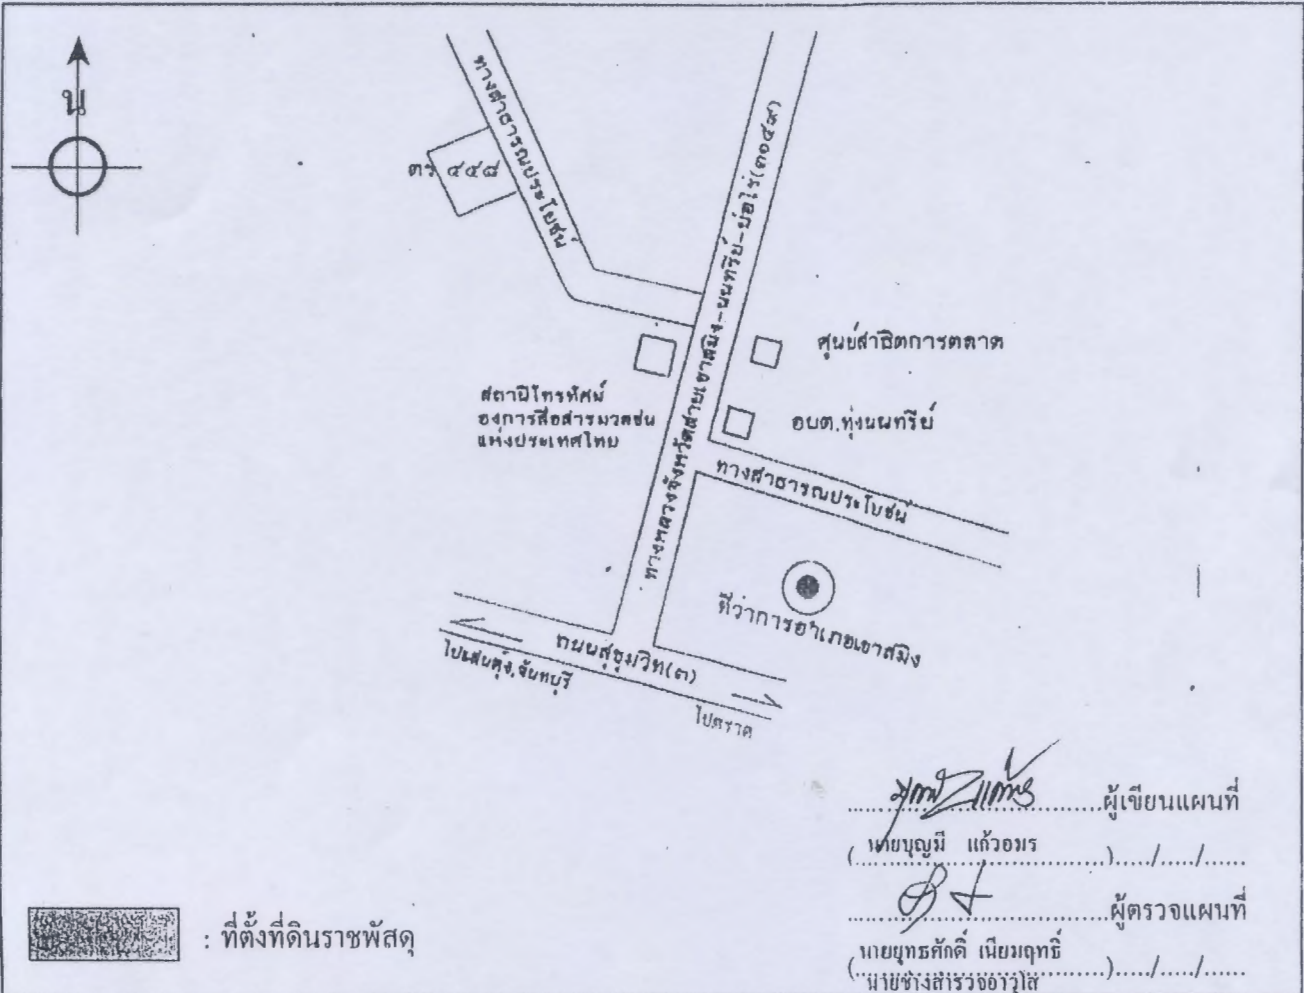 น
ทางสาธารณประโยชน์
ตร ๔๕๘
ทางหลวงจังหวัดสายเขาสมิง-นนทรีย์-บ่อไร่(๓๑๕๙)
ศูนย์สาธิตการตลาด
สถานีโทรทัศน์
องการสื่อสารมวลชน
แห่งประเทศไทย
อบต.ทุ่งนนทรีย์
ทางสาธารณประโยชน์
ที่ว่าการอำเภอเขาสมิง
ถนนสุขุมวิท(๓)
ไปแสนตุ้ง,จันทบุรี
ไปตราด
ผู้เขียนแผนที่
(นายบุญมี แก้วอมร)...../...../......
ผู้ตรวจแผนที่
(นายยุทธศักดิ์ เนียมฤทธิ์)...../...../......
นายช่างสำรวจอาวุโส
: ที่ตั้งที่ดินราชพัสดุ